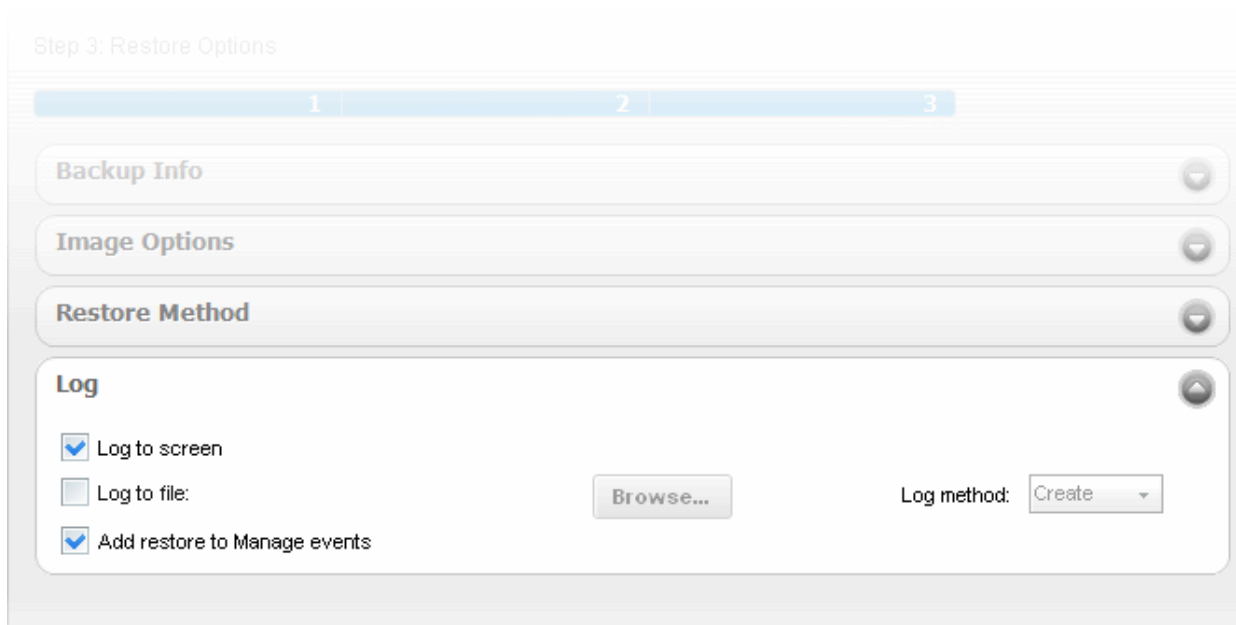 Step 3: Restore Options
1 2 3
Backup Info
Image Options
Restore Method
Log
Log to screen
Log to file: Browse... Log method: Create
Add restore to Manage events